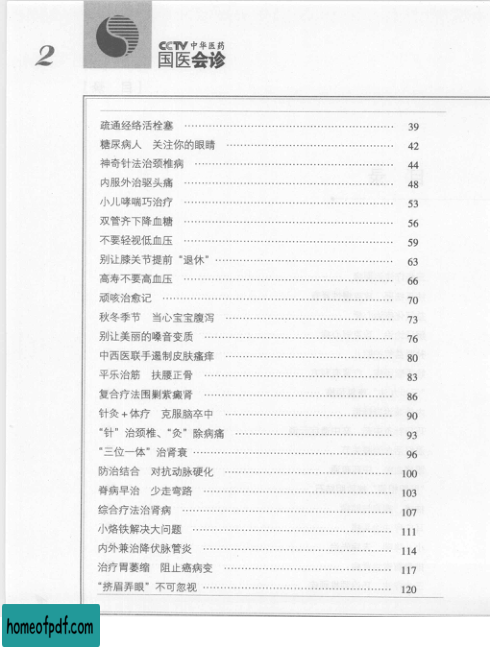 2
CCTV 中华医药
国医会诊
疏通经络活栓塞 39
糖尿病人 关注你的眼睛 42
神奇针法治颈椎病 44
内服外治驱头痛 48
小儿哮喘巧治疗 53
双管齐下降血糖 56
不要轻视低血压 59
别让膝关节提前“退休” 63
高寿不要高血压 66
顽咳治愈记 70
秋冬季节 当心宝宝腹泻 73
别让美丽的嗓音变质 76
中西医联手遏制皮肤瘙痒 80
平乐治筋 扶腰正骨 83
复合疗法围剿紫癜肾 86
针灸+体疗 克服脑卒中 90
“针”治颈椎、“灸”除病痛 93
“三位一体”治肾衰 96
防治结合 对抗动脉硬化 100
脊病早治 少走弯路 103
综合疗法治肾病 107
小烙铁解决大问题 111
内外兼治降伏脉管炎 114
治疗胃萎缩 阻止癌病变 117
“挤眉弄眼”不可忽视 120
homeofpdf.com